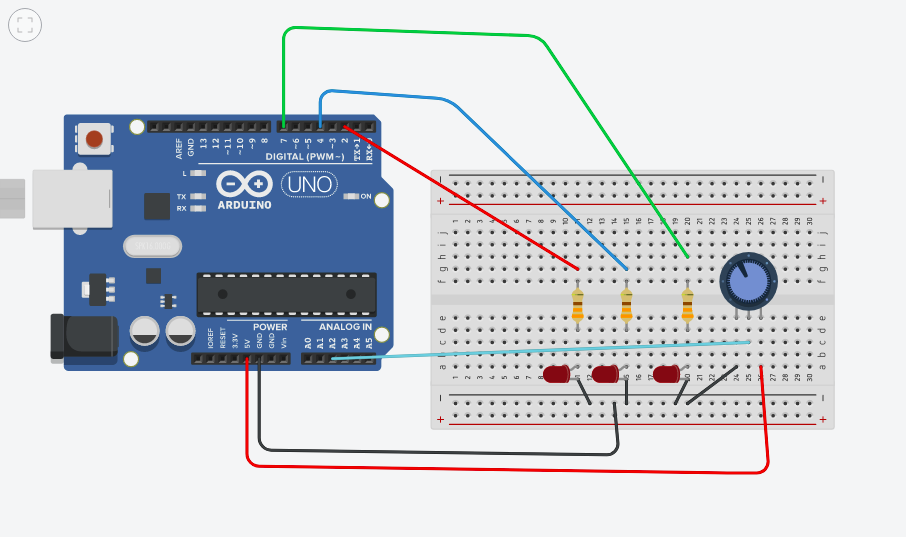 AREF
GND
13
12
~11
~10
~9
8
7
~6
~5
4
~3
2
TX→1
DIGITAL (PWM~)
L
TX
RX
UNO
ARDUINO
ON
IOREF
RESET
3.3V
5V
GND
GND
Vin
POWER
A0
A1
A2
A3
A4
A5
ANALOG IN
1 2 3 4 5 6 7 8 9 10 11 12 13 14 15 16 17 18 19 20 21 22 23 24 25 26 27 28 29 30
j
i
h
g
f
e
d
c
b
a